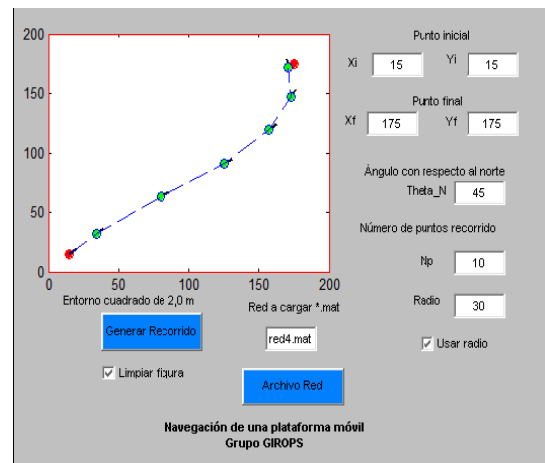 200
150
100
50
0
0 50 100 150 200
Entorno cuadrado de 2,0 m
Generar Recorrido
Limpiar figura
Red a cargar *.mat
red4.mat
Archivo Red
Punto inicial
Xi 15 Yi 15
Punto final
Xf 175 Yf 175
Ángulo con respecto al norte
Theta_N 45
Número de puntos recorrido
Np 10
Radio 30
Usar radio
Navegación de una plataforma móvil
Grupo GIROPS